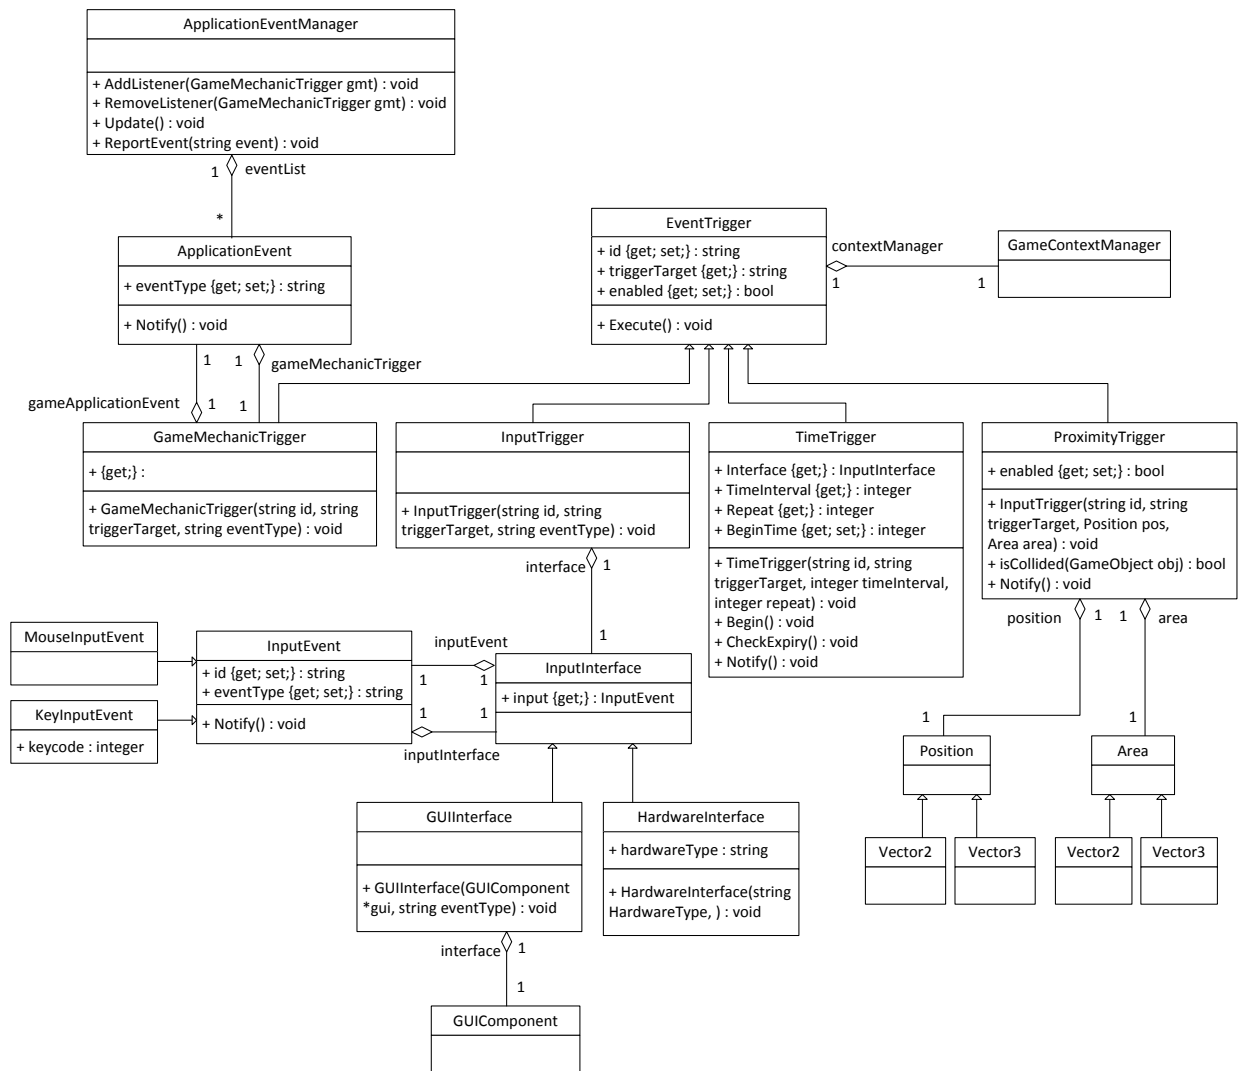 ApplicationEventManager
+ AddListener(GameMechanicTrigger gmt) : void
+ RemoveListener(GameMechanicTrigger gmt) : void
+ Update() : void
+ ReportEvent(string event) : void
1
eventList
*
ApplicationEvent
+ eventType {get; set;} : string
+ Notify() : void
1
1
gameMechanicTrigger
gameApplicationEvent
1
1
EventTrigger
+ id {get; set;} : string
+ triggerTarget {get;} : string
+ enabled {get; set;} : bool
+ Execute() : void
contextManager
1
1
GameContextManager
GameMechanicTrigger
+ {get;} :
+ GameMechanicTrigger(string id, string
triggerTarget, string eventType) : void
InputTrigger
+ InputTrigger(string id, string
triggerTarget, string eventType) : void
interface
1
1
TimeTrigger
+ Interface {get;} : InputInterface
+ TimeInterval {get;} : integer
+ Repeat {get;} : integer
+ BeginTime {get; set;} : integer
+ TimeTrigger(string id, string
triggerTarget, integer timeInterval,
integer repeat) : void
+ Begin() : void
+ CheckExpiry() : void
+ Notify() : void
ProximityTrigger
+ enabled {get; set;} : bool
+ InputTrigger(string id, string
triggerTarget, Position pos,
Area area) : void
+ isCollided(GameObject obj) : bool
+ Notify() : void
position
1
1
area
1
1
MouseInputEvent
KeyInputEvent
+ keycode : integer
InputEvent
+ id {get; set;} : string
+ eventType {get; set;} : string
+ Notify() : void
inputEvent
1
1
1
1
inputInterface
InputInterface
+ input {get;} : InputEvent
Position
Area
Vector2
Vector3
Vector2
Vector3
GUIInterface
+ GUIInterface(GUIComponent
*gui, string eventType) : void
HardwareInterface
+ hardwareType : string
+ HardwareInterface(string
HardwareType, ) : void
interface
1
1
GUIComponent